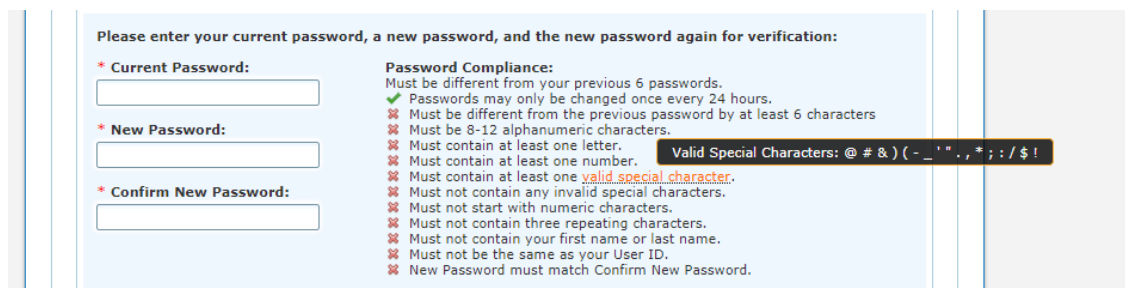 Please enter your current password, a new password, and the new password again for verification:
* Current Password:
* New Password:
* Confirm New Password:
Password Compliance:
Must be different from your previous 6 passwords.
Passwords may only be changed once every 24 hours.
Must be different from the previous password by at least 6 characters
Must be 8-12 alphanumeric characters.
Must contain at least one letter.
Must contain at least one number.
Must contain at least one valid special character.
Must not contain any invalid special characters.
Must not start with numeric characters.
Must not contain three repeating characters.
Must not contain your first name or last name.
Must not be the same as your User ID.
New Password must match Confirm New Password.
Valid Special Characters: @ # & ) ( - _ ' " . , * ; : / $ !